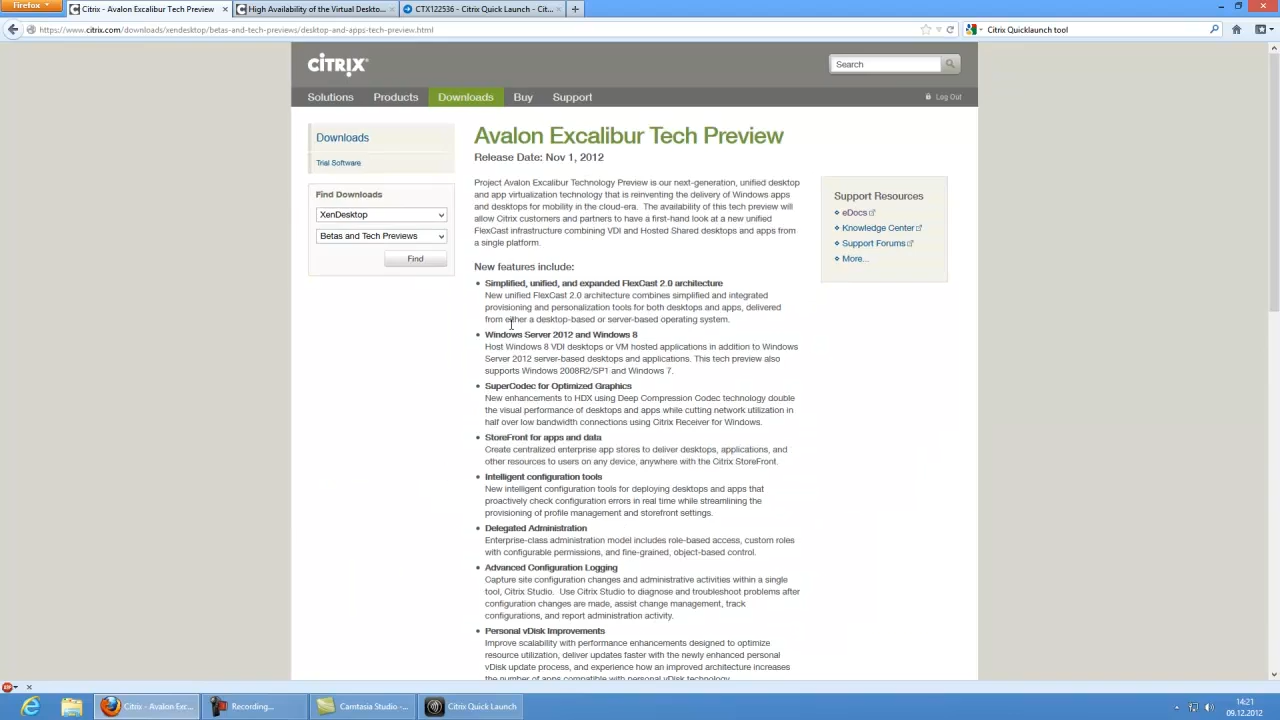 Firefox
Citrix - Avalon Excalibur Tech Preview
High Availability of the Virtual Deskto...
CTX122536 - Citrix Quick Launch - Cit...
www.citrix.com/downloads/xendesktop/betas-and-tech-previews/desktop-and-apps-tech-preview.html
Citrix Quicklaunch tool
CITRIX
Search
Solutions
Products
Downloads
Buy
Support
Log Out
Downloads
Trial Software
Find Downloads
XenDesktop
Betas and Tech Previews
Find
Avalon Excalibur Tech Preview
Release Date: Nov 1, 2012
Project Avalon Excalibur Technology Preview is our next-generation, unified desktop
and app virtualization technology that is reinventing the delivery of Windows apps
and desktops for mobility in the cloud-era. The availability of this tech preview will
allow Citrix customers and partners to have a first-hand look at a new unified
FlexCast infrastructure combining VDI and Hosted Shared desktops and apps from
a single platform.
New features include:
Simplified, unified, and expanded FlexCast 2.0 architecture
New unified FlexCast 2.0 architecture combines simplified and integrated
provisioning and personalization tools for both desktops and apps, delivered
from either a desktop-based or server-based operating system.
Windows Server 2012 and Windows 8
Host Windows 8 VDI desktops or VM hosted applications in addition to Windows
Server 2012 server-based desktops and applications. This tech preview also
supports Windows 2008R2/SP1 and Windows 7.
SuperCodec for Optimized Graphics
New enhancements to HDX using Deep Compression Codec technology double
the visual performance of desktops and apps while cutting network utilization in
half over low bandwidth connections using Citrix Receiver for Windows.
StoreFront for apps and data
Create centralized enterprise app stores to deliver desktops, applications, and
other resources to users on any device, anywhere with the Citrix StoreFront.
Intelligent configuration tools
New intelligent configuration tools for deploying desktops and apps that
proactively check configuration errors in real time while streamlining the
provisioning of profile management and storefront settings.
Delegated Administration
Enterprise-class administration model includes role-based access, custom roles
with configurable permissions, and fine-grained, object-based control.
Advanced Configuration Logging
Capture site configuration changes and administrative activities within a single
tool, Citrix Studio. Use Citrix Studio to diagnose and troubleshoot problems after
configuration changes are made, assist change management, track
configurations, and report administration activity.
Personal vDisk Improvements
Improve scalability with performance enhancements designed to optimize
resource utilization, deliver updates faster with the newly enhanced personal
vDisk update process, and experience how an improved architecture increases
the number of apps compatible with personal vDisk technology.
Support Resources
eDocs
Knowledge Center
Support Forums
More...
Citrix - Avalon Exc...
Recording...
Camtasia Studio -...
Citrix Quick Launch
14:21
09.12.2012